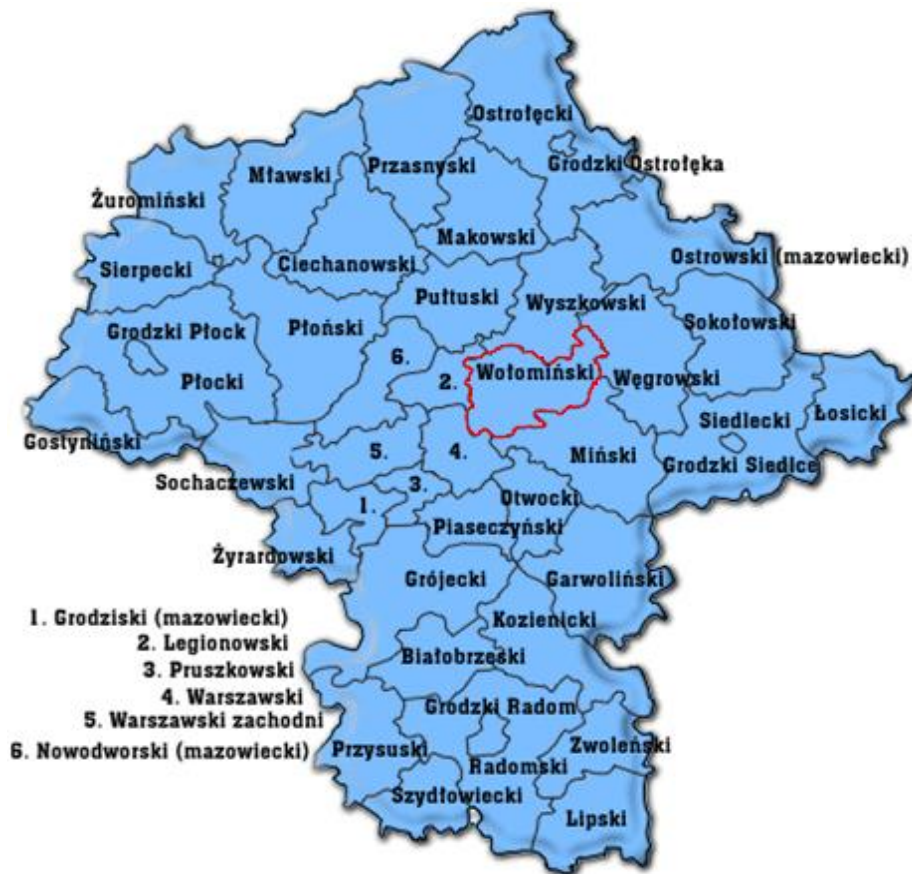 Ostrołęcki
Grodzki Ostrołęka
Przasnyski
Mławski
Żuromiński
Makowski
Ostrowski (mazowiecki)
Sierpecki
Ciechanowski
Pułtuski
Wyszkowski
Sokołowski
Grodzki Płock
Płoński
6.
2.
Wołomiński
Węgrowski
Płocki
Siedlecki
Łosicki
Gostyniński
5.
4.
Miński
Grodzki Siedlce
Sochaczewski
3.
Otwocki
1.
Piaseczyński
Żyrardowski
Grójecki
Garwoliński
Kozienicki
1. Grodziski (mazowiecki)
2. Legionowski
3. Pruszkowski
4. Warszawski
5. Warszawski zachodni
6. Nowodworski (mazowiecki)
Białobrzeski
Grodzki Radom
Zwoleński
Przysuski
Radomski
Szydłowiecki
Lipski